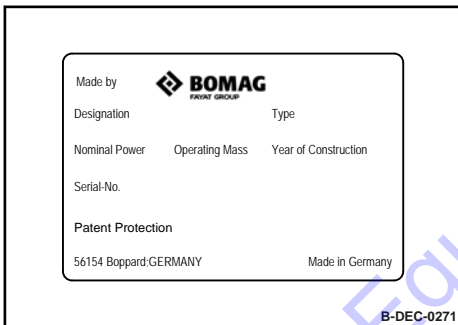 Made by BOMAG
FAYAT GROUP
Designation Type
Nominal Power Operating Mass Year of Construction
Serial-No.
Patent Protection
56154 Boppard;GERMANY Made in Germany
B-DEC-0271